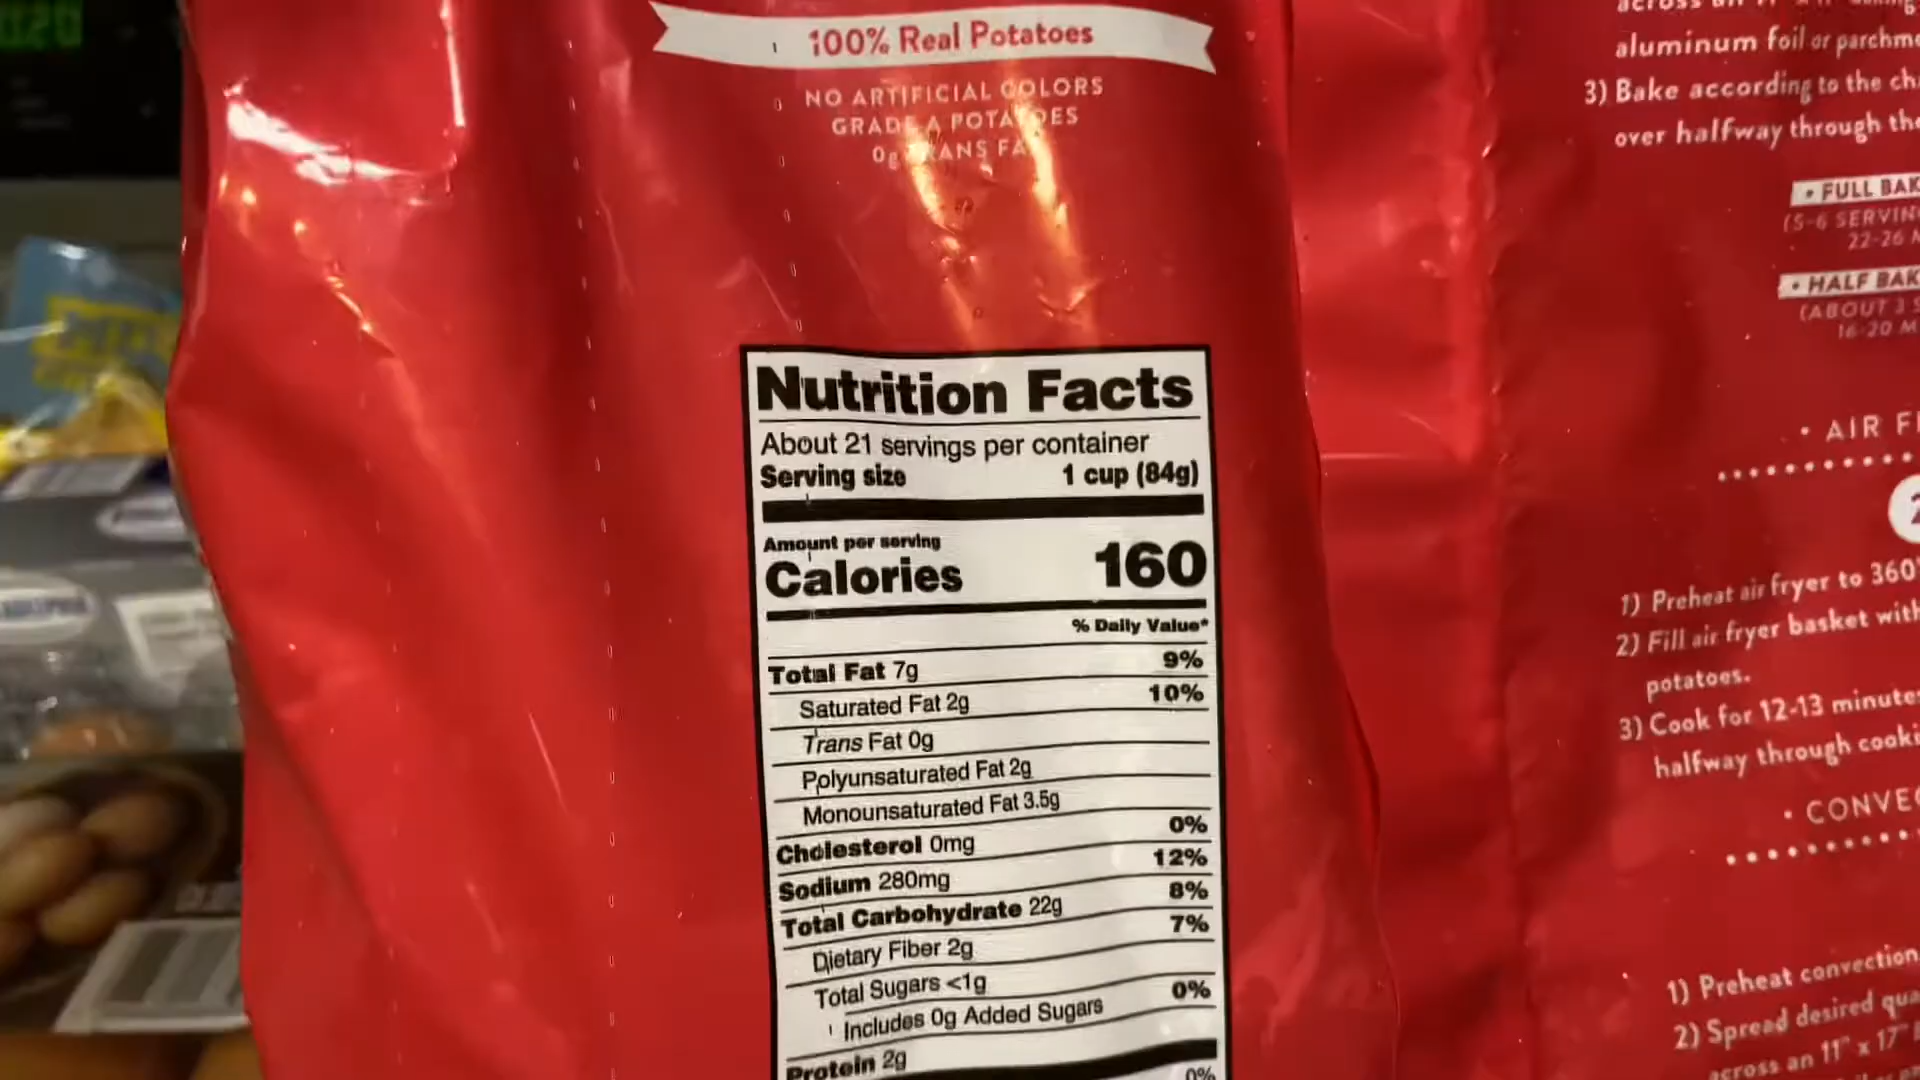 100% Real Potatoes
NO ARTIFICIAL COLORS
GRADE A POTATOES
0g TRANS FAT
Nutrition Facts
About 21 servings per container
Serving size 1 cup (84g)
Amount per serving
Calories 160
% Daily Value*
Total Fat 7g 9%
Saturated Fat 2g 10%
Trans Fat 0g
Polyunsaturated Fat 2g
Monounsaturated Fat 3.5g
Cholesterol 0mg 0%
Sodium 280mg 12%
Total Carbohydrate 22g 8%
Dietary Fiber 2g 7%
Total Sugars <1g
Includes 0g Added Sugars 0%
Protein 2g
0%
aluminum foil or parchme
3) Bake according to the cha
over halfway through the
• FULL BAK
(5-6 SERVIN
22-26 M
• HALF BAK
(ABOUT 3 S
16-20 M
• AIR F
1) Preheat air fryer to 360°
2) Fill air fryer basket with
potatoes.
3) Cook for 12-13 minutes
halfway through cooki
• CONVEC
1) Preheat convection
2) Spread desired qua
across an 11" x 17"